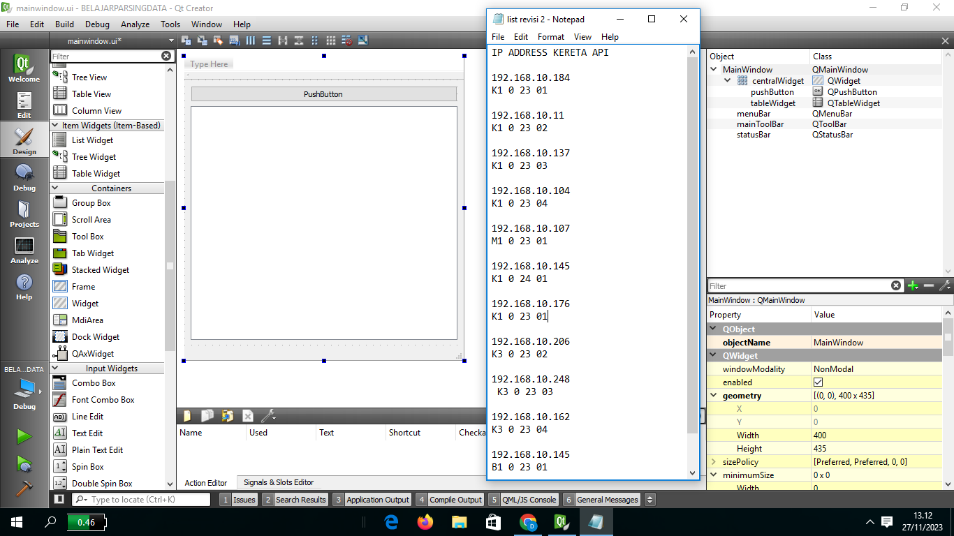 mainwindow.ui - BELAJARPARSINGDATA - Qt Creator
File Edit Build Debug Analyze Tools Window Help
mainwindow.ui*
Welcome
Edit
Design
Debug
Projects
Analyze
Help
BELA...DATA
Debug
Filter
Tree View
Table View
Column View
Item Widgets (Item-Based)
List Widget
Tree Widget
Table Widget
Containers
Group Box
Scroll Area
Tool Box
Tab Widget
Stacked Widget
Frame
Widget
MdiArea
Dock Widget
QAxWidget
Input Widgets
Combo Box
Font Combo Box
Line Edit
Text Edit
Plain Text Edit
Spin Box
Double Spin Box
Type Here
PushButton
Name Used Text Shortcut Checka
Action Editor Signals & Slots Editor
list revisi 2 - Notepad
File Edit Format View Help
IP ADDRESS KERETA API
192.168.10.184
K1 0 23 01
192.168.10.11
K1 0 23 02
192.168.10.137
K1 0 23 03
192.168.10.104
K1 0 23 04
192.168.10.107
M1 0 23 01
192.168.10.145
K1 0 24 01
192.168.10.176
K1 0 23 01
192.168.10.206
K3 0 23 02
192.168.10.248
K3 0 23 03
192.168.10.162
K3 0 23 04
192.168.10.145
B1 0 23 01
Object Class
MainWindow QMainWindow
centralWidget QWidget
pushButton QPushButton
tableWidget QTableWidget
menuBar QMenuBar
mainToolBar QToolBar
statusBar QStatusBar
Filter
MainWindow : QMainWindow
Property Value
QObject
objectName MainWindow
QWidget
windowModality NonModal
enabled
geometry [(0, 0), 400 x 435]
X 0
Y 0
Width 400
Height 435
sizePolicy [Preferred, Preferred, 0, 0]
minimumSize 0 x 0
Width 0
Type to locate (Ctrl+K)
1 Issues 2 Search Results 3 Application Output 4 Compile Output 5 QML/JS Console 6 General Messages
0.46
13.12
27/11/2023